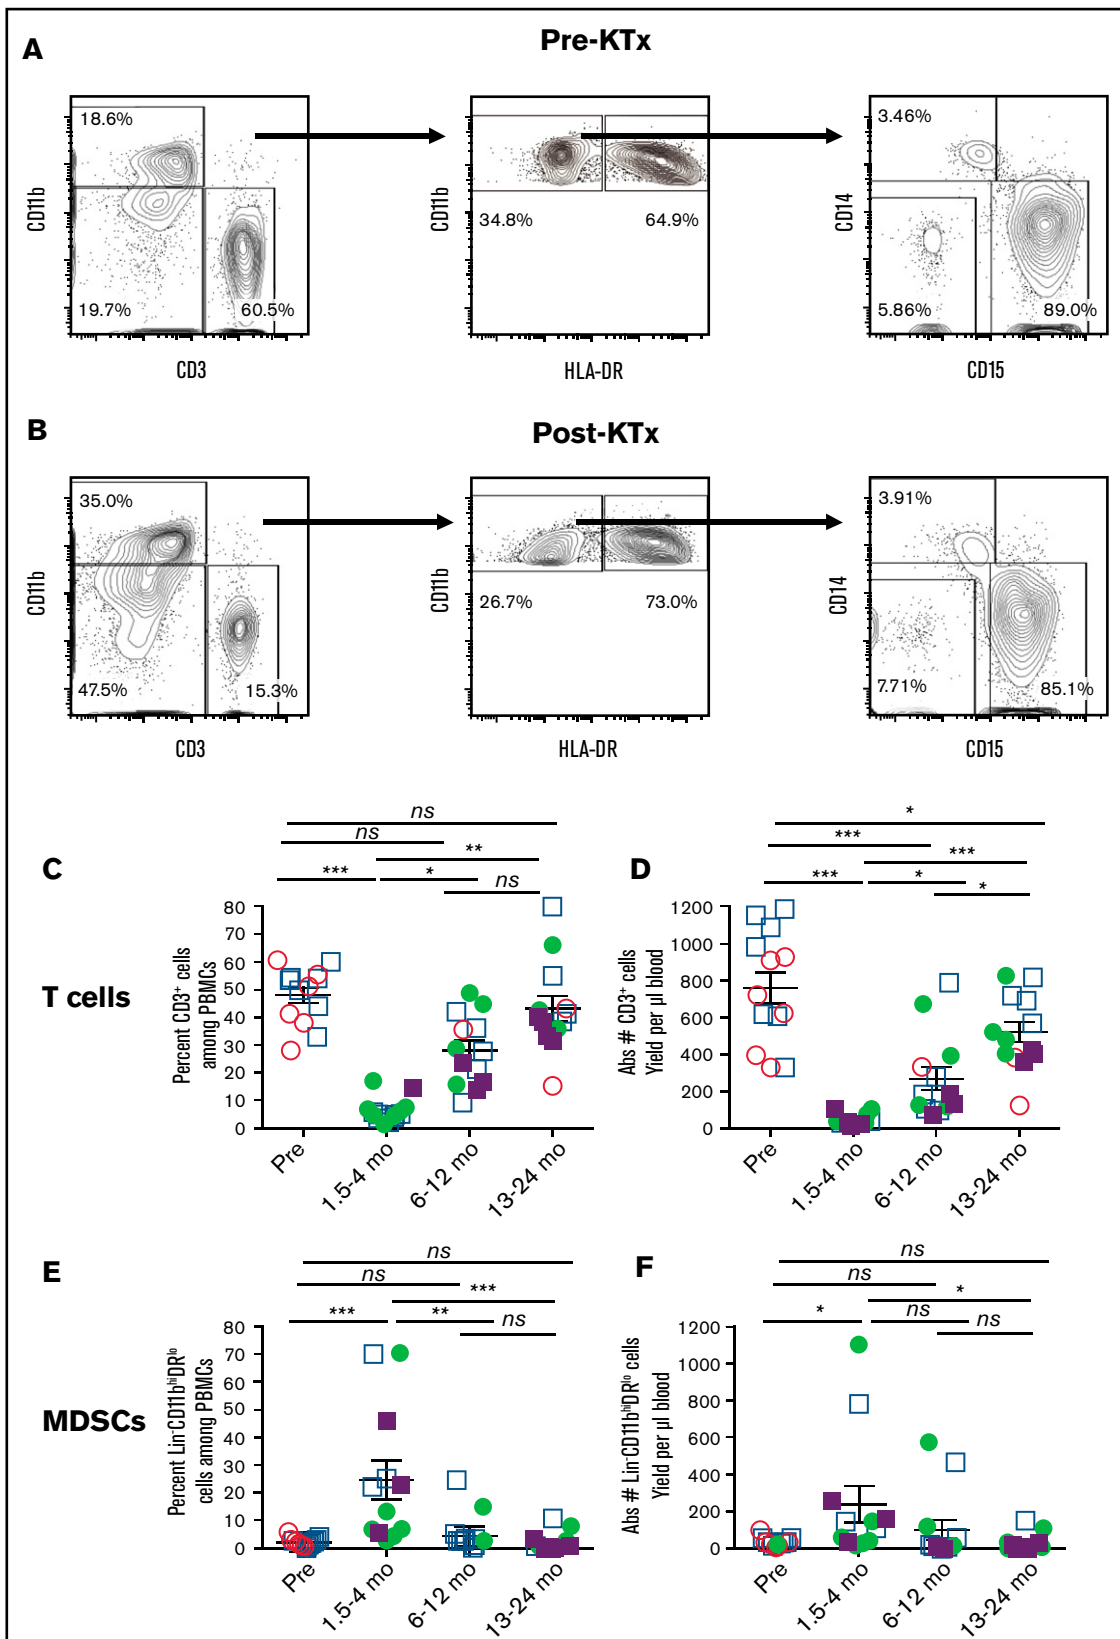 A
Pre-KTx
18.6%
19.7%
60.5%
CD11b
CD3
34.8%
64.9%
CD11b
HLA-DR
3.46%
5.86%
89.0%
CD14
CD15
B
Post-KTx
35.0%
47.5%
15.3%
CD11b
CD3
26.7%
73.0%
CD11b
HLA-DR
3.91%
7.71%
85.1%
CD14
CD15
T cells
C
ns
ns
**
***
*
ns
Percent CD3⁺ cells
among PBMCs
80
70
60
50
40
30
20
10
0
Pre
1.5-4 mo
6-12 mo
13-24 mo
D
*
***
***
***
*
*
Abs # CD3⁺ cells
Yield per µl blood
1200
1000
800
600
400
200
0
Pre
1.5-4 mo
6-12 mo
13-24 mo
MDSCs
E
ns
ns
***
***
**
ns
Percent Lin⁻CD11bʰⁱDRˡᵒ
cells among PBMCs
80
70
60
50
40
30
20
10
0
Pre
1.5-4 mo
6-12 mo
13-24 mo
F
ns
ns
*
*
ns
ns
Abs # Lin⁻CD11bʰⁱDRˡᵒ cells
Yield per µl blood
1200
1000
800
600
400
200
0
Pre
1.5-4 mo
6-12 mo
13-24 mo